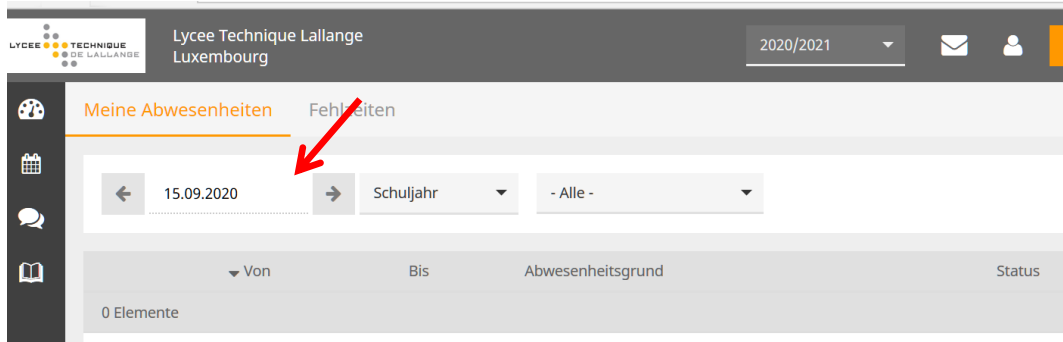 LYCEE TECHNIQUE
DE LALLANGE
Lycee Technique Lallange
Luxembourg
2020/2021
Meine Abwesenheiten Fehlzeiten
15.09.2020 Schuljahr - Alle -
Von Bis Abwesenheitsgrund Status
0 Elemente